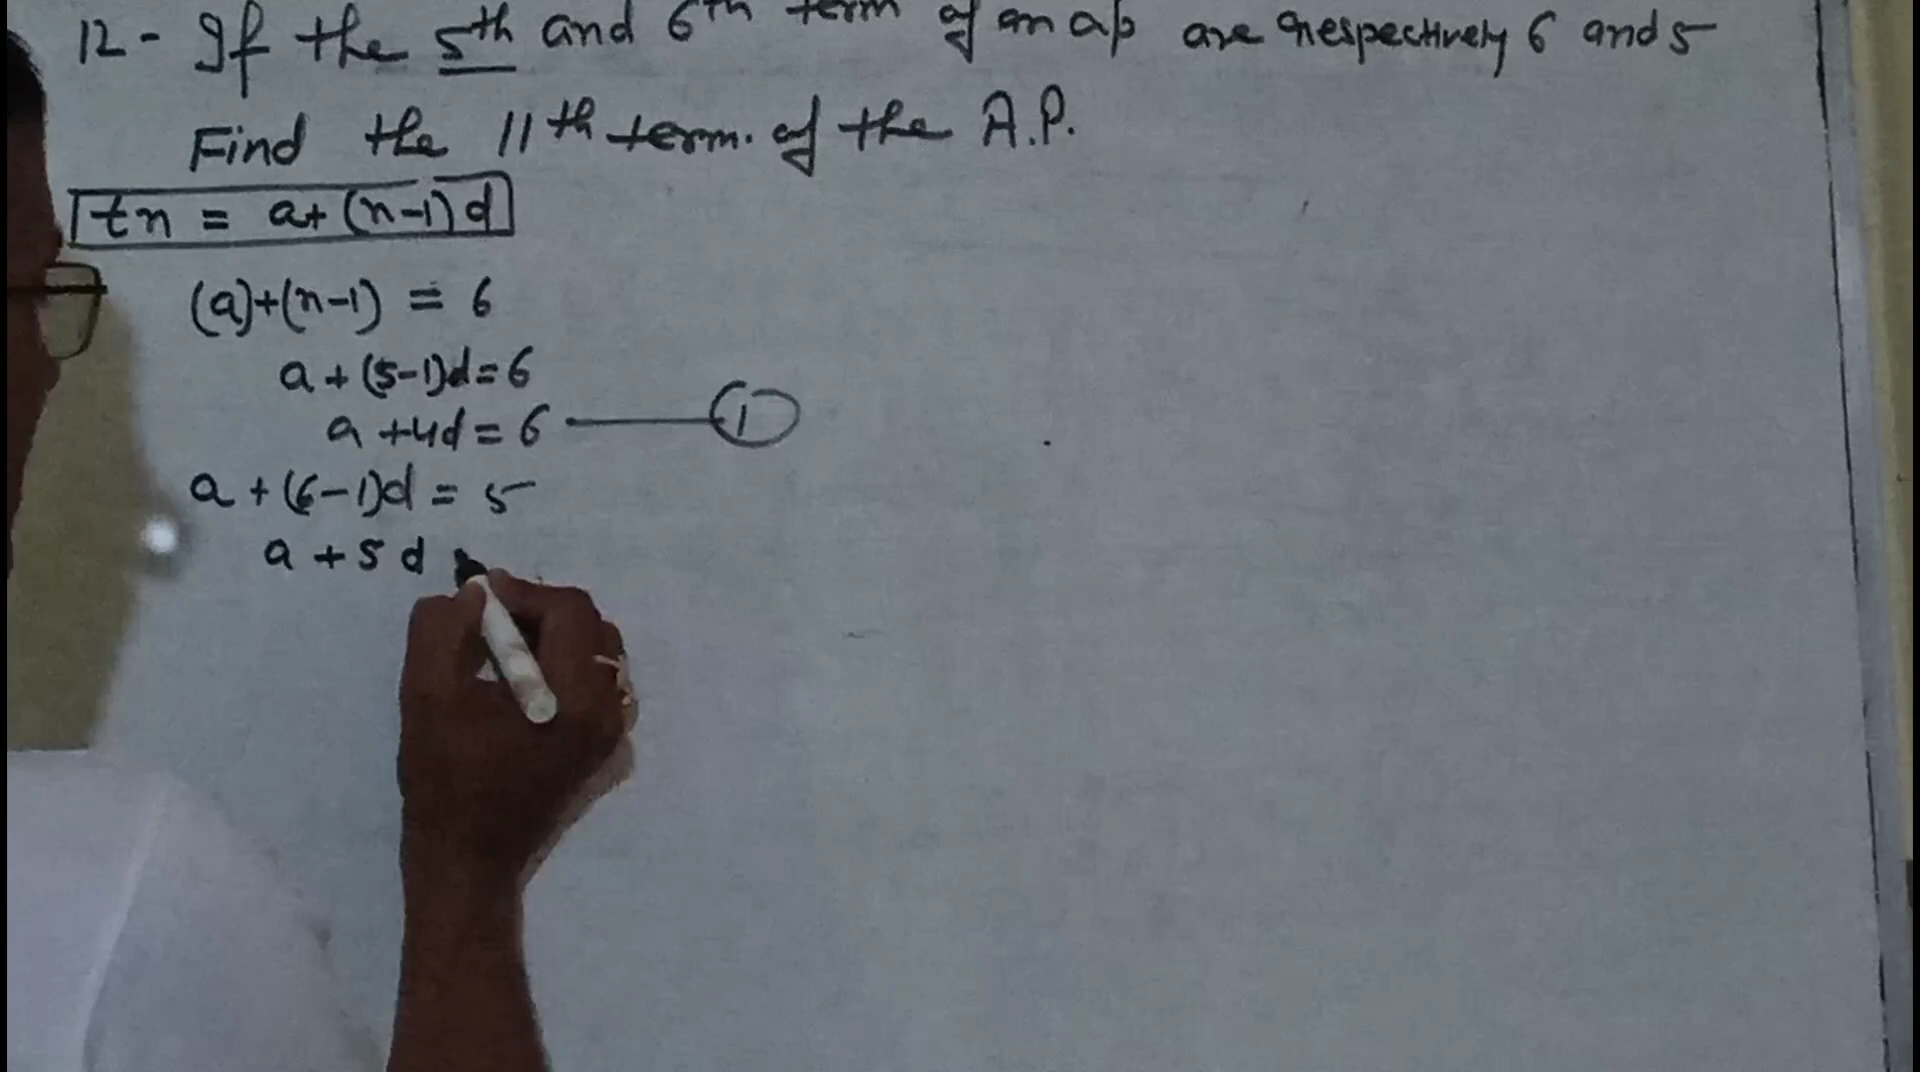 12- If the 5th and 6th term of an ap are respectively 6 and 5
Find the 11th term. of the A.P.
tn = a+(n-1)d
(a)+(n-1) = 6
a + (5-1)d = 6
a + 4d = 6 —— 1
a + (6-1)d = 5
a + 5d